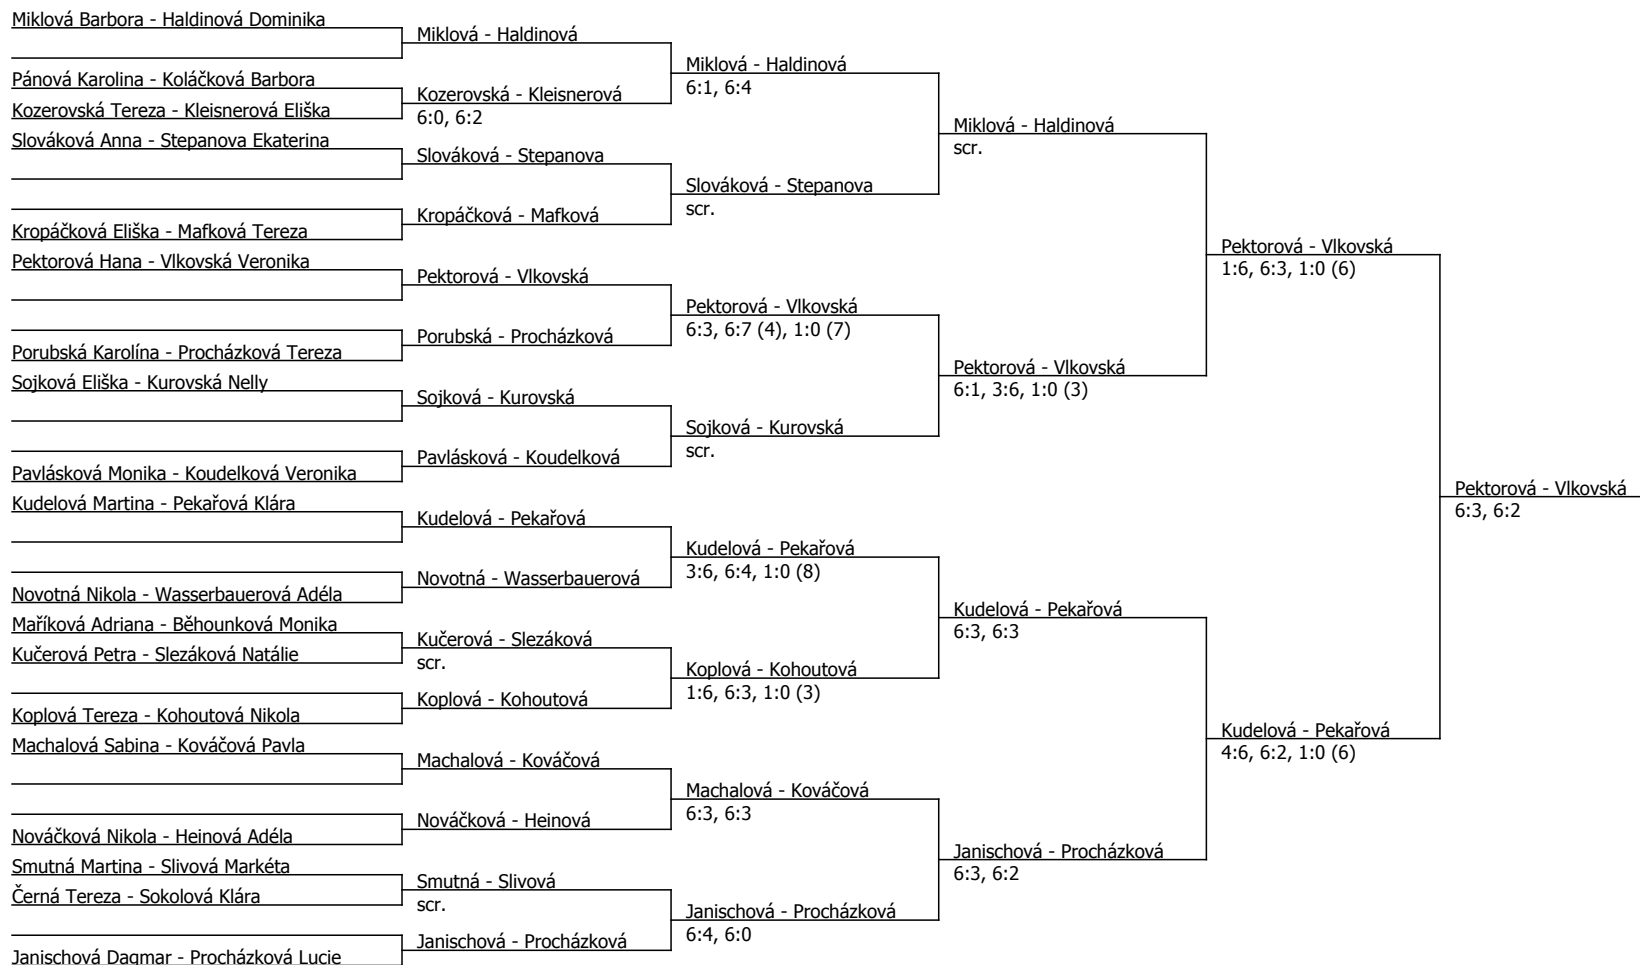 Miklová Barbora - Haldinová Dominika
Pánová Karolina - Koláčková Barbora
Kozerovská Tereza - Kleisnerová Eliška
Slováková Anna - Stepanova Ekaterina
Kropáčková Eliška - Mafková Tereza
Pektorová Hana - Vlkovská Veronika
Porubská Karolína - Procházková Tereza
Sojková Eliška - Kurovská Nelly
Pavlásková Monika - Koudelková Veronika
Kudelová Martina - Pekařová Klára
Novotná Nikola - Wasserbauerová Adéla
Maříková Adriana - Běhounková Monika
Kučerová Petra - Slezáková Natálie
Koplová Tereza - Kohoutová Nikola
Machalová Sabina - Kováčová Pavla
Nováčková Nikola - Heinová Adéla
Smutná Martina - Slivová Markéta
Černá Tereza - Sokolová Klára
Janischová Dagmar - Procházková Lucie
Miklová - Haldinová
Kozerovská - Kleisnerová
6:0, 6:2
Slováková - Stepanova
Kropáčková - Mafková
Pektorová - Vlkovská
Porubská - Procházková
Sojková - Kurovská
Pavlásková - Koudelková
Kudelová - Pekařová
Novotná - Wasserbauerová
Kučerová - Slezáková
scr.
Koplová - Kohoutová
Machalová - Kováčová
Nováčková - Heinová
Smutná - Slivová
scr.
Janischová - Procházková
Miklová - Haldinová
6:1, 6:4
Slováková - Stepanova
scr.
Pektorová - Vlkovská
6:3, 6:7 (4), 1:0 (7)
Sojková - Kurovská
scr.
Kudelová - Pekařová
3:6, 6:4, 1:0 (8)
Koplová - Kohoutová
1:6, 6:3, 1:0 (3)
Machalová - Kováčová
6:3, 6:3
Janischová - Procházková
6:4, 6:0
Miklová - Haldinová
scr.
Pektorová - Vlkovská
6:1, 3:6, 1:0 (3)
Kudelová - Pekařová
6:3, 6:3
Janischová - Procházková
6:3, 6:2
Pektorová - Vlkovská
1:6, 6:3, 1:0 (6)
Kudelová - Pekařová
4:6, 6:2, 1:0 (6)
Pektorová - Vlkovská
6:3, 6:2